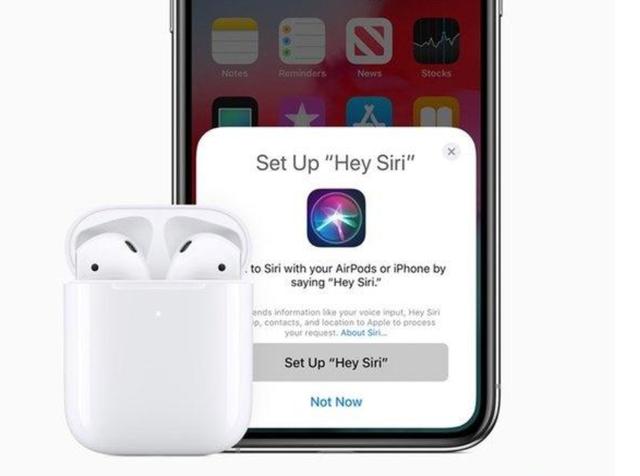 Notes Reminders News Stocks
Set Up “Hey Siri”
to Siri with your AirPods or iPhone by
saying “Hey Siri.”
information like your voice input, Hey Siri
contacts, and location to Apple to process
your request. About Siri...
Set Up “Hey Siri”
Not Now